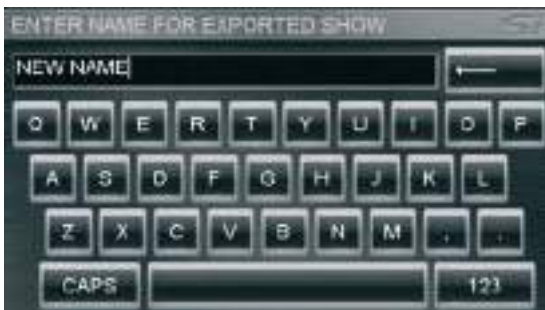 ENTER NAME FOR EXPORTED SHOW
NEW NAME
Q W E R T Y U I O P
A S D F G H J K L
Z X C V B N M , .
CAPS 123